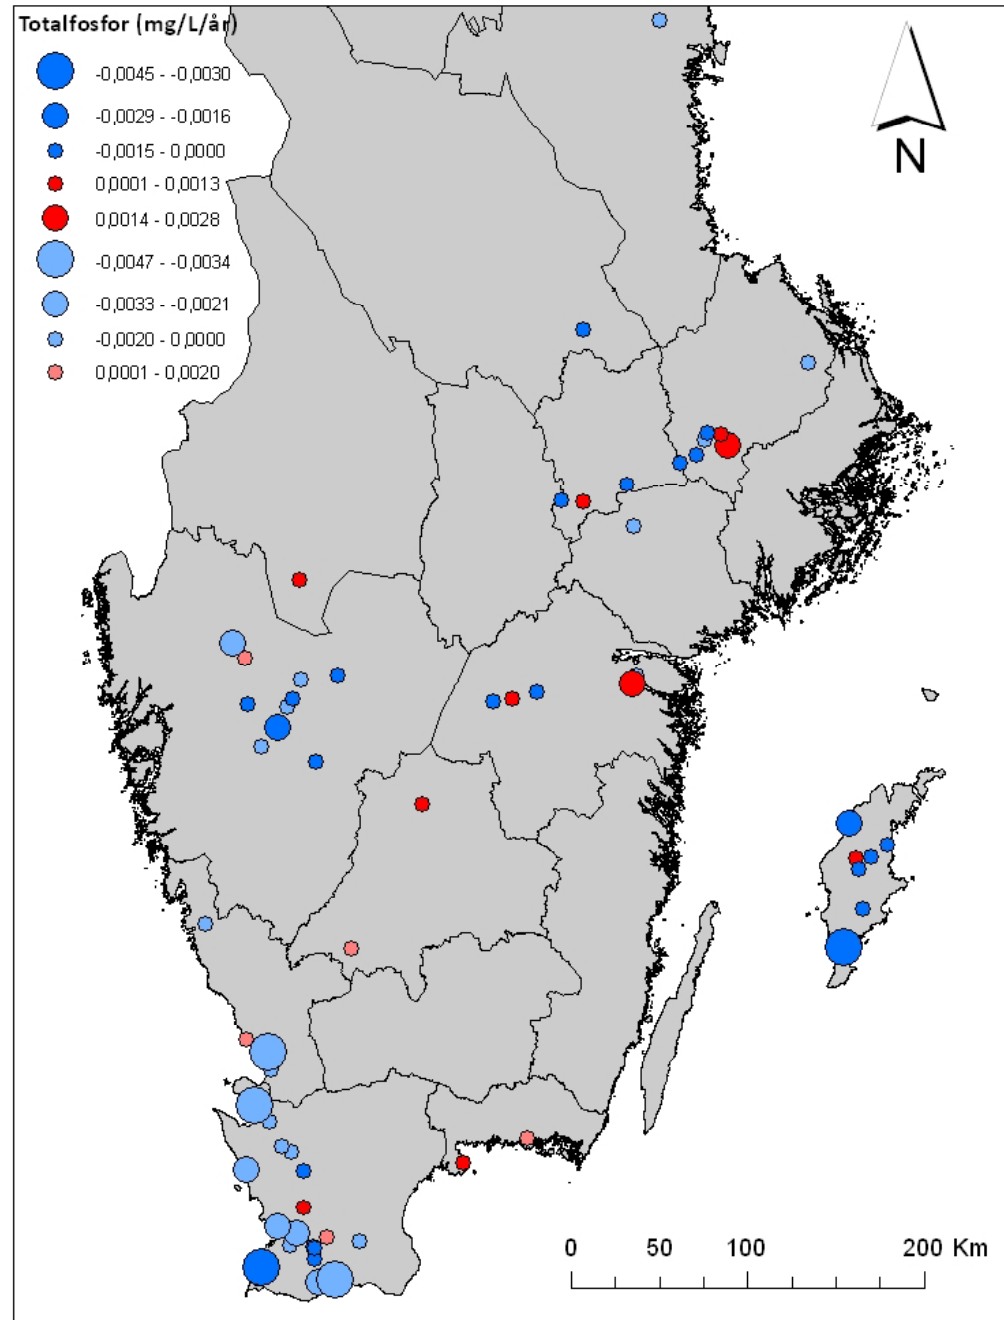 Totalfosfor (mg/L/år)
-0,0045 - -0,0030
-0,0029 - -0,0016
-0,0015 - 0,0000
0,0001 - 0,0013
0,0014 - 0,0028
-0,0047 - -0,0034
-0,0033 - -0,0021
-0,0020 - 0,0000
0,0001 - 0,0020
N
0 50 100 200 Km